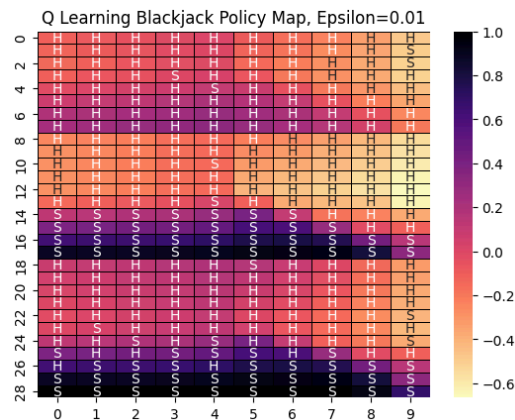 Q Learning Blackjack Policy Map, Epsilon=0.01
0 H H H H H H H H H H
H H H H H H H H H S
2 H H H H H H H H H S
H H H S H H H H H H
4 H H H H S H H H H H
H H H H H H H H H H
6 H H H H H H H H H H
H H H H H H H H H H
8 H H H H H H H H H H
H H H H H H H H H H
10 H H H H S H H H H H
H H H H H H H H H H
12 H H H H H H H H H H
H H H H S H H H H H
14 S S S S S S S H H H
S S S S S S S S H H
16 S S S S S S S S S S
S S S S S S S S S S
18 H H H H H S H H H H
H H H H H H H H H H
20 H H H H H H H H H H
H H H H H H H H H H
22 H H H H H H H H H S
H S H H H H H H H H
24 H H H H H S H H H S
S H H S S S H S H H
26 S S S S H S S S S S
S S S S S S S S S S
28 S S S S S S S S S S
0 1 2 3 4 5 6 7 8 9
1.0
0.8
0.6
0.4
0.2
0.0
−0.2
−0.4
−0.6